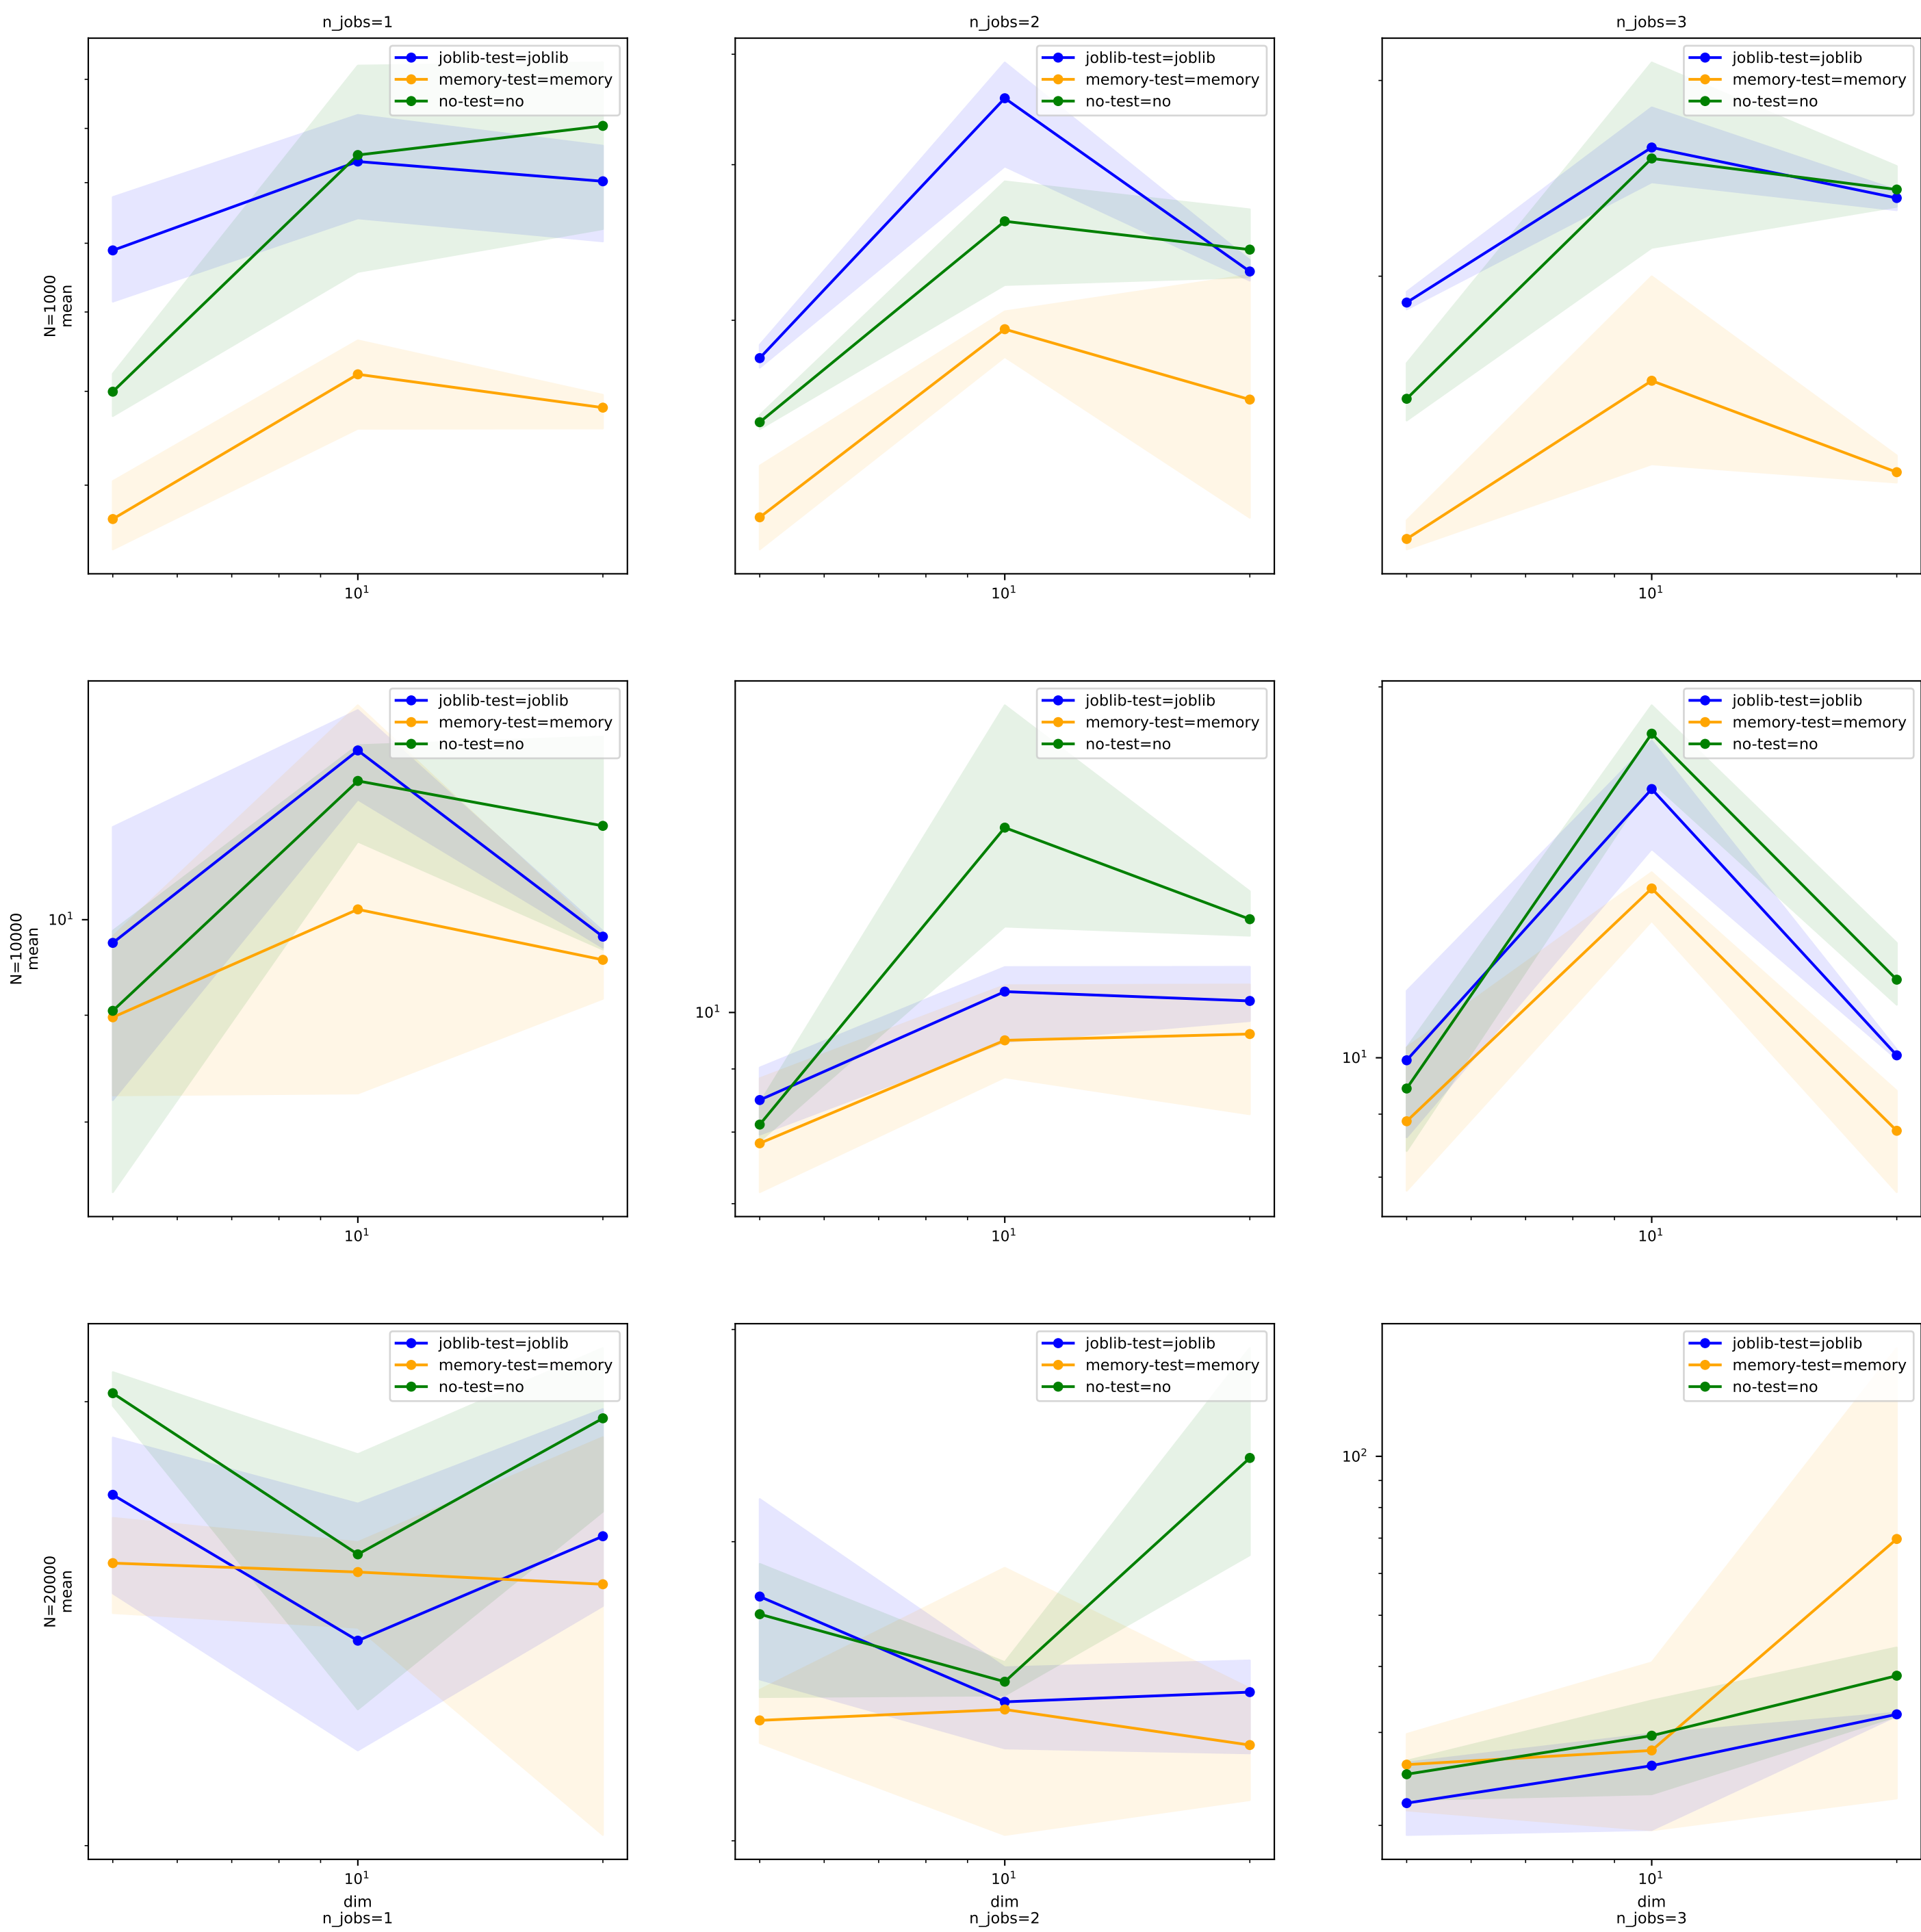 n_jobs=1
n_jobs=2
n_jobs=3
joblib-test=joblib
memory-test=memory
no-test=no
joblib-test=joblib
memory-test=memory
no-test=no
joblib-test=joblib
memory-test=memory
no-test=no
N=1000
mean
10¹
10¹
10¹
joblib-test=joblib
memory-test=memory
no-test=no
joblib-test=joblib
memory-test=memory
no-test=no
joblib-test=joblib
memory-test=memory
no-test=no
N=10000
mean
10¹
10¹
10¹
10¹
10¹
10¹
joblib-test=joblib
memory-test=memory
no-test=no
joblib-test=joblib
memory-test=memory
no-test=no
joblib-test=joblib
memory-test=memory
no-test=no
N=20000
mean
10²
10¹
10¹
10¹
dim
n_jobs=1
dim
n_jobs=2
dim
n_jobs=3